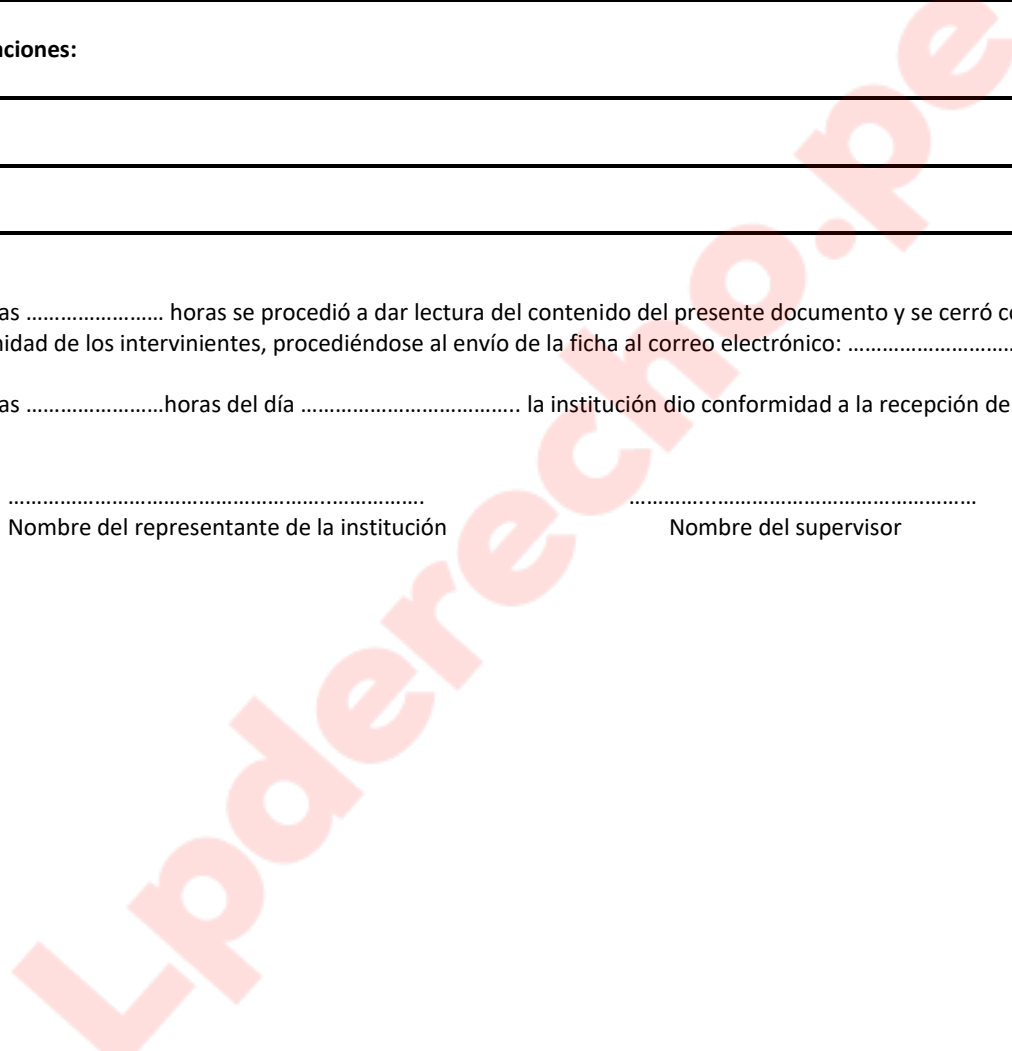 aciones:
as …………………… horas se procedió a dar lectura del contenido del presente documento y se cerró co
nidad de los intervinientes, procediéndose al envío de la ficha al correo electrónico: …………………………
as ……………………horas del día ……………………………….. la institución dio conformidad a la recepción de
………………………………………………..……………. …………..………………………………………
Nombre del representante de la institución Nombre del supervisor
Lpderecho.pe